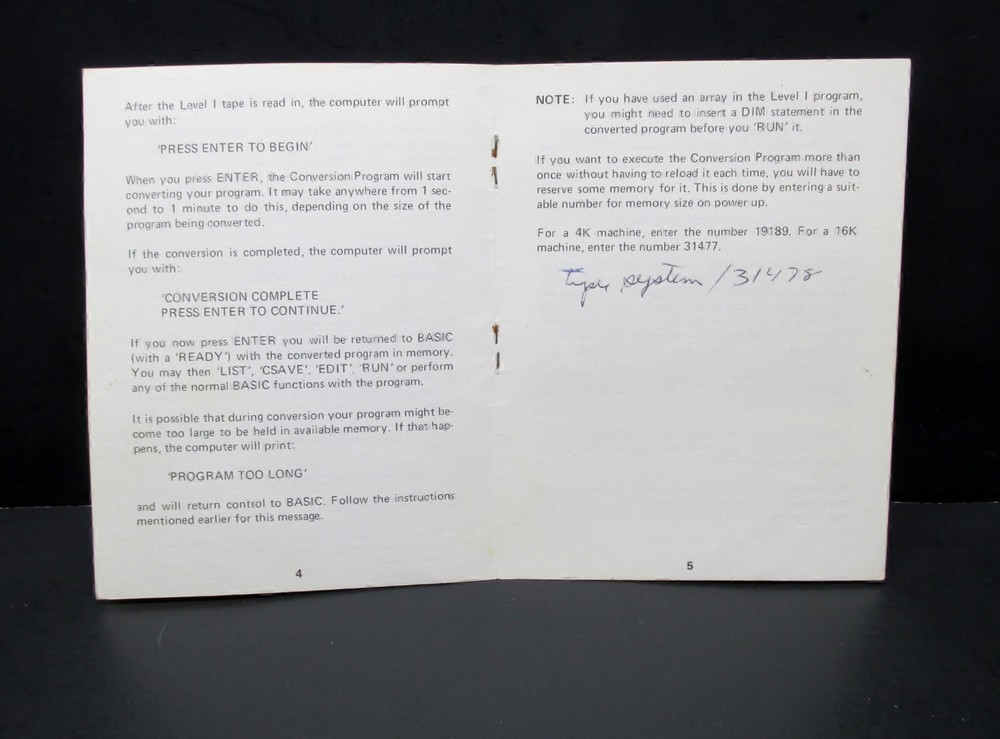 After the Level I tape is read in, the computer will prompt
you with:
'PRESS ENTER TO BEGIN'
When you press ENTER, the Conversion Program will start
converting your program. It may take anywhere from 1 sec-
ond to 1 minute to do this, depending on the size of the
program being converted.
If the conversion is completed, the computer will prompt
you with:
'CONVERSION COMPLETE
PRESS ENTER TO CONTINUE.'
If you now press ENTER you will be returned to BASIC
(with a 'READY') with the converted program in memory.
You may then 'LIST', 'CSAVE', 'EDIT', 'RUN' or perform
any of the normal BASIC functions with the program.
It is possible that during conversion your program might be-
come too large to be held in available memory. If that hap-
pens, the computer will print:
'PROGRAM TOO LONG'
and will return control to BASIC. Follow the instructions
mentioned earlier for this message.
4
NOTE: If you have used an array in the Level I program,
you might need to insert a DIM statement in the
converted program before you 'RUN' it.
If you want to execute the Conversion Program more than
once without having to reload it each time, you will have to
reserve some memory for it. This is done by entering a suit-
able number for memory size on power up.
For a 4K machine, enter the number 19189. For a 16K
machine, enter the number 31477.
type system /31478
5